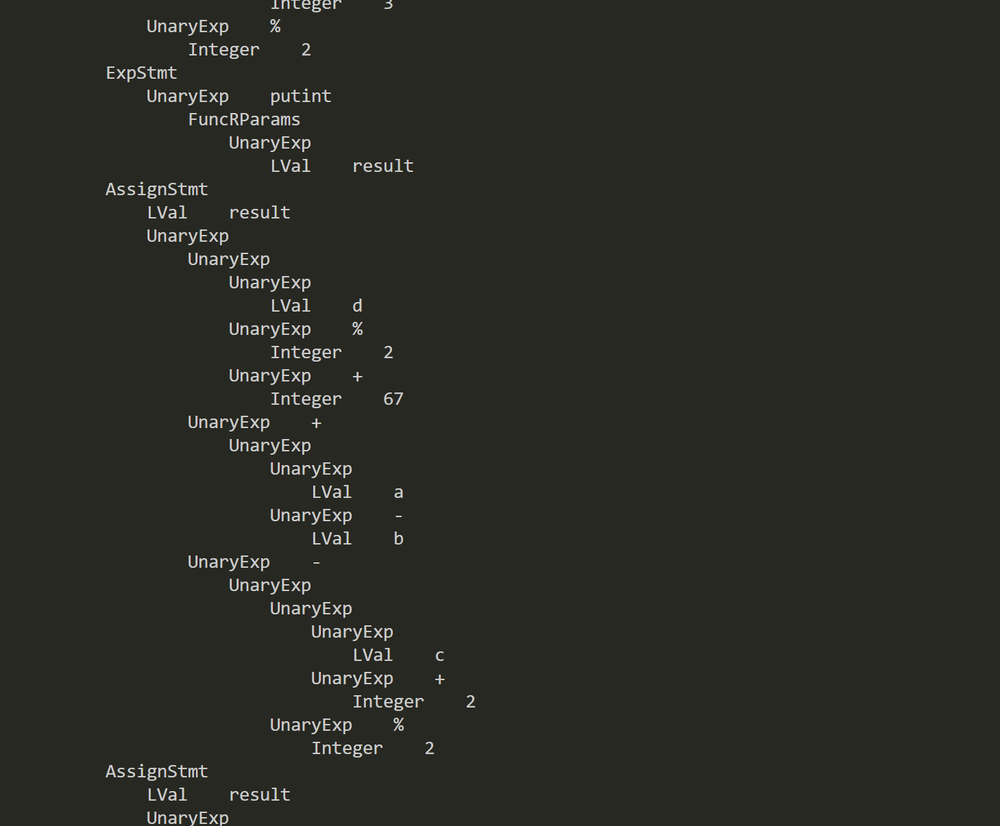 Integer    3
    UnaryExp    %
        Integer    2
ExpStmt
    UnaryExp    putint
        FuncRParams
            UnaryExp
                LVal    result
AssignStmt
    LVal    result
    UnaryExp
        UnaryExp
            UnaryExp
                LVal    d
            UnaryExp    %
                Integer    2
            UnaryExp    +
                Integer    67
        UnaryExp    +
            UnaryExp
                UnaryExp
                    LVal    a
                UnaryExp    -
                    LVal    b
        UnaryExp    -
            UnaryExp
                UnaryExp
                    UnaryExp
                        LVal    c
                    UnaryExp    +
                        Integer    2
                UnaryExp    %
                    Integer    2
AssignStmt
    LVal    result
    UnaryExp